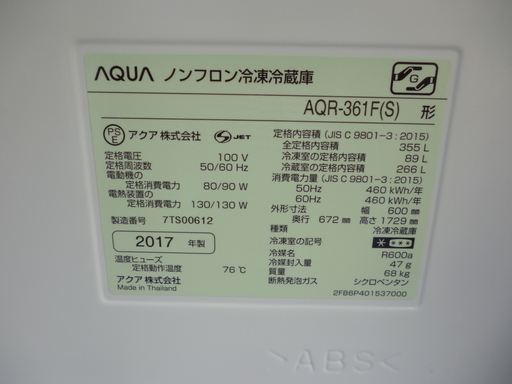 AQUA ノンフロン冷凍冷蔵庫
G
AQR-361F(S) 形
PS E アクア株式会社 S JET
定格電圧 100 V
定格周波数 50/60 Hz
電動機の
定格消費電力 80/90 W
電熱装置の
定格消費電力 130/130 W
製造番号 7TS00612
2017 年製
温度ヒューズ
定格動作温度 76℃
アクア株式会社
Made in Thailand
定格内容積 (JIS C 9801-3 : 2015)
全定格内容積 355 L
冷凍室の定格内容積 89 L
冷蔵室の定格内容積 266 L
消費電力量 (JIS C 9801-3 : 2015)
50Hz 460 kWh/年
60Hz 460 kWh/年
外形寸法 幅 600 mm
奥行 672 mm 高さ 1729 mm
種類 冷凍冷蔵庫
冷凍室の記号
冷媒名 R600a
冷媒封入量 47 g
質量 68 kg
断熱発泡ガス シクロペンタン
2FB6P401537000
>ABS<